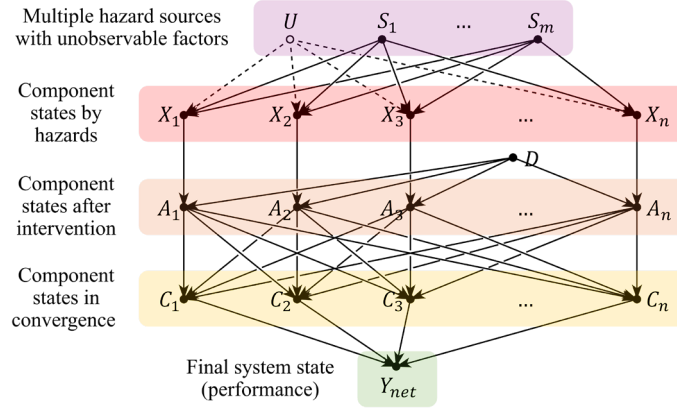 Multiple hazard sources
with unobservable factors
U S₁ ... Sₘ
Component
states by
hazards
X₁ X₂ X₃ ... Xₙ
D
Component
states after
intervention
A₁ A₂ A₃ ... Aₙ
Component
states in
convergence
C₁ C₂ C₃ ... Cₙ
Final system state
(performance)
Y_net